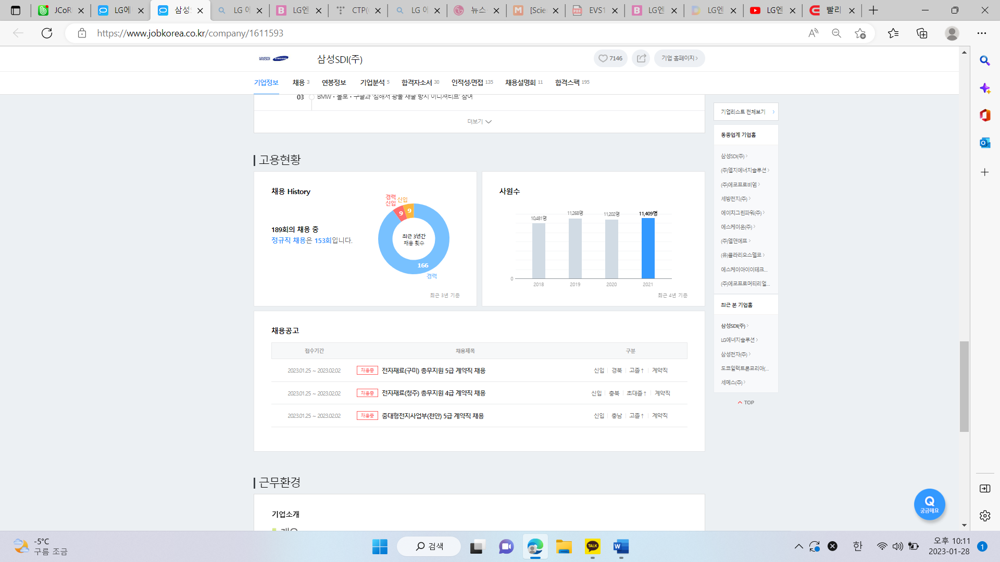 JCoR
LG에
삼성
LG 에
LG엔
CTP(
LG 에
뉴스
[Scie
EVS1
LG엔
LG엔
LG엔
빨리
https://www.jobkorea.co.kr/company/1611593
삼성SDI SAMSUNG
삼성SDI(주)
7146
기업 홈페이지
기업정보
채용 3
연봉정보
기업분석 5
합격자소서 30
인적성·면접 135
채용설명회 11
합격스펙 195
03 BMW·볼보·구글과 '심해서 광물 채굴 방지 이니셔티브' 참여
더보기
고용현황
채용 History
189회의 채용 중
정규직 채용은 153회입니다.
경력
신입
신입
9
9
최근 3년간
채용 횟수
166
경력
최근 3년 기준
사원수
10,481명
11,268명
11,202명
11,409명
0
2018
2019
2020
2021
최근 4년 기준
채용공고
접수기간 채용제목 구분
2023.01.25 ~ 2023.02.02 채용중 전자재료(구미) 총무지원 5급 계약직 채용 신입 경북 고졸↑ 계약직
2023.01.25 ~ 2023.02.02 채용중 전자재료(청주) 총무지원 4급 계약직 채용 신입 충북 초대졸↑ 계약직
2023.01.25 ~ 2023.02.02 채용중 중대형전지사업부(천안) 5급 계약직 채용 신입 충남 고졸↑ 계약직
근무환경
기업소개
기업리스트 전체보기
동종업계 기업홈
삼성SDI(주)
(주)엘지에너지솔루션
(주)에코프로비엠
세방전지(주)
에이치그린파워(주)
에스케이온(주)
(주)엘앤에프
(유)클라리오스델코
에스케이아이이테크...
(주)에코프로머티리얼...
최근 본 기업홈
삼성SDI(주)
LG에너지솔루션
삼성전자(주)
도쿄일렉트론코리아(...
세메스(주)
TOP
Q
궁금해요
-5°C
구름 조금
검색
TALK
한
오후 10:11
2023-01-28
1